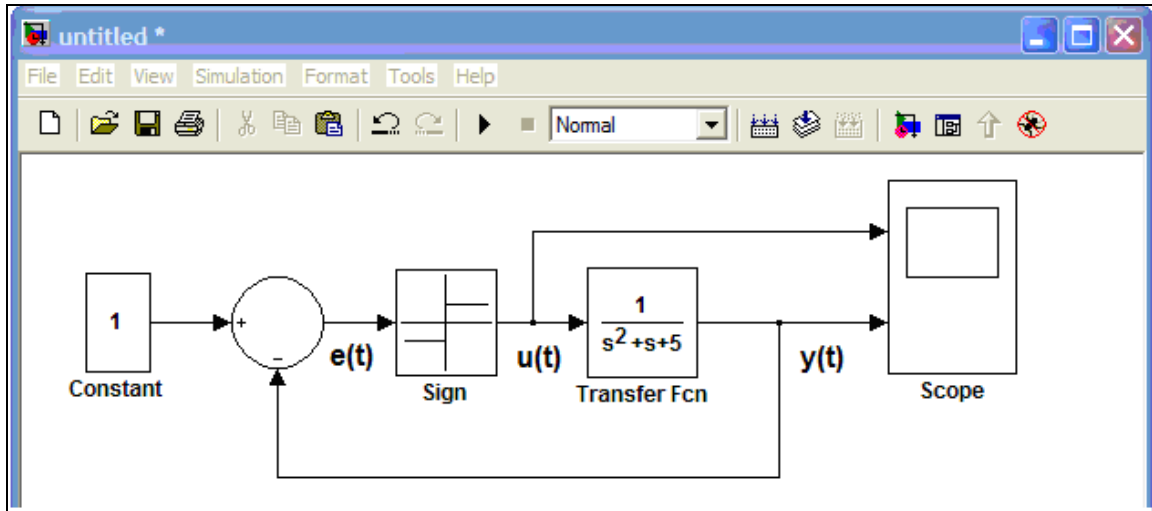 untitled *
File Edit View Simulation Format Tools Help
Normal
1
Constant
+
−
e(t)
Sign
u(t)
1
s²+s+5
Transfer Fcn
y(t)
Scope